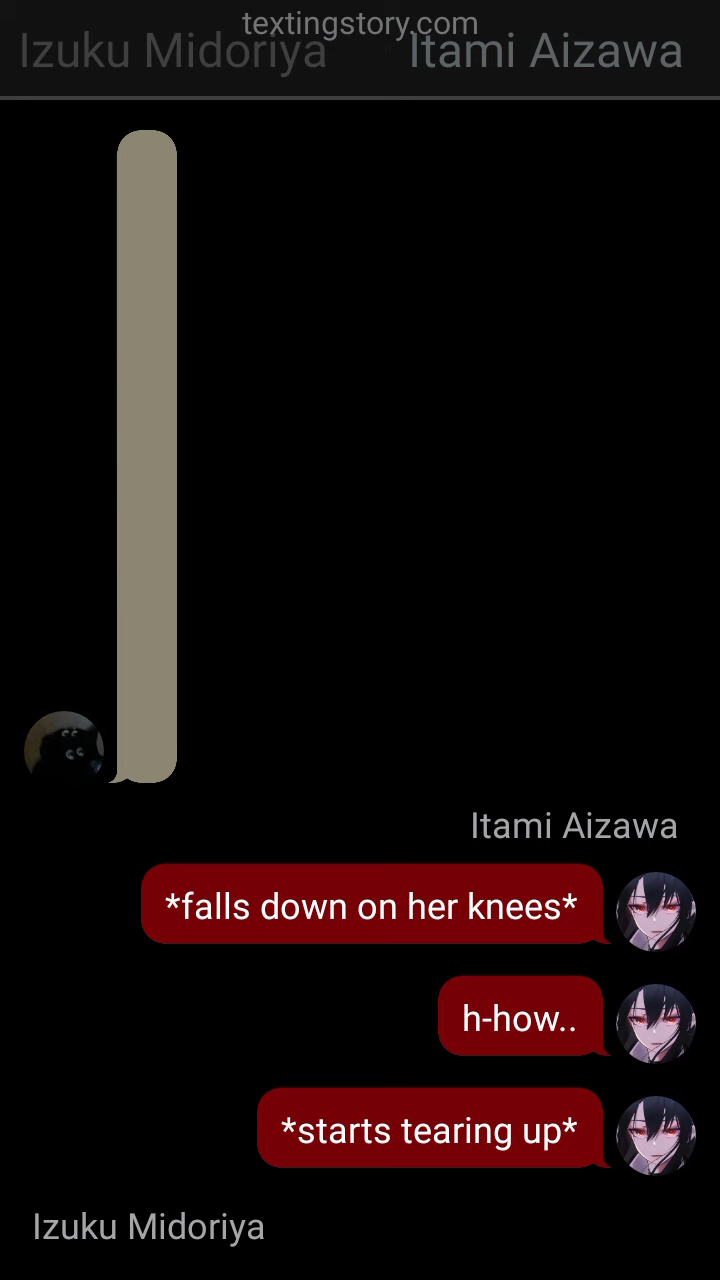 textingstory.com
Izuku Midoriya Itami Aizawa
Itami Aizawa
*falls down on her knees*
h-how..
*starts tearing up*
Izuku Midoriya